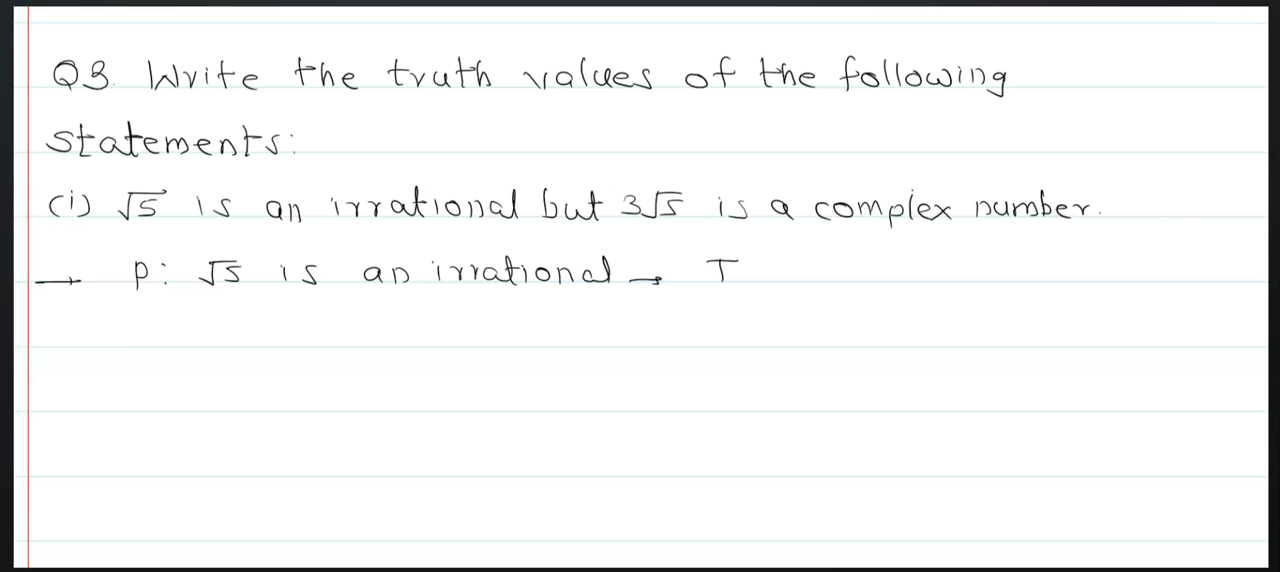 Q3. Write the truth values of the following
statements:
(i) √5 is an irrational but 3√5 is a complex number.
→ p: √5 is an irrational → T